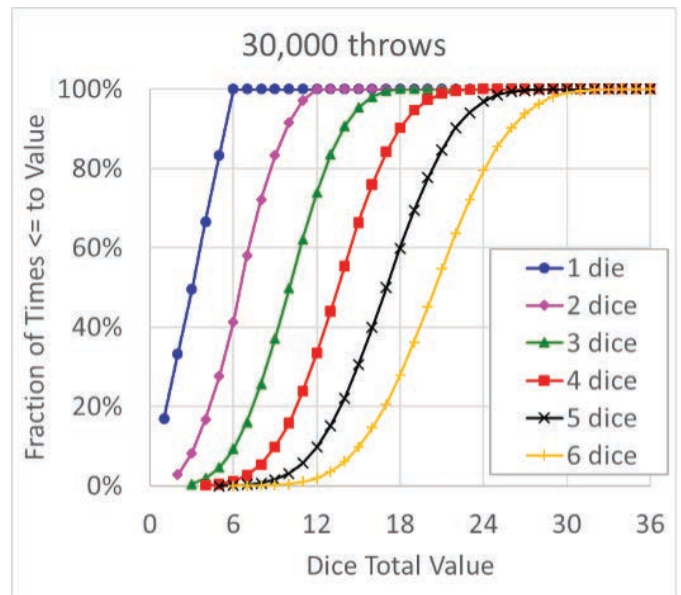 30,000 throws
100%
80%
60%
40%
20%
0%
Fraction of Times <= to Value
0 6 12 18 24 30 36
Dice Total Value
1 die
2 dice
3 dice
4 dice
5 dice
6 dice